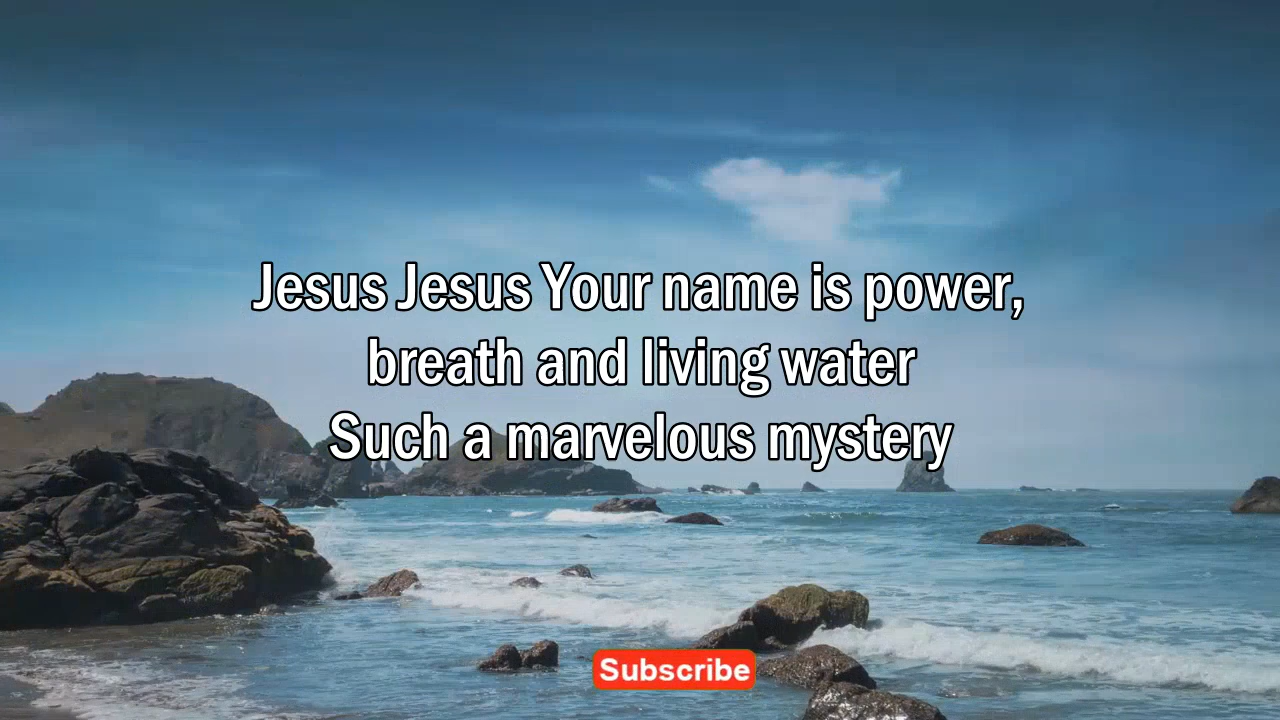 Jesus Jesus Your name is power,
breath and living water
Such a marvelous mystery
Subscribe